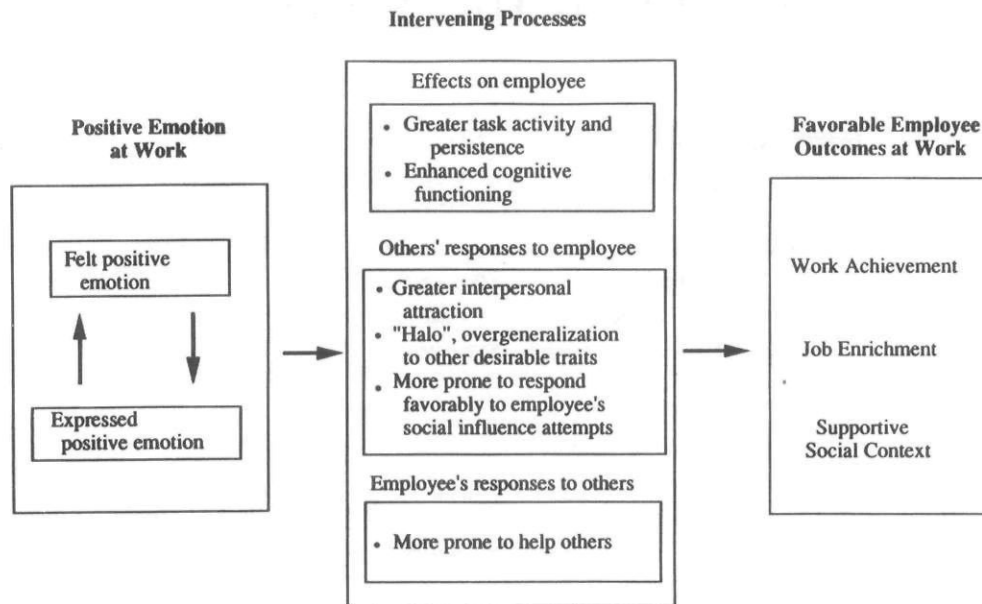 Intervening Processes
Positive Emotion
at Work
Felt positive
emotion
Expressed
positive emotion
Effects on employee
• Greater task activity and
persistence
• Enhanced cognitive
functioning
Others' responses to employee
• Greater interpersonal
attraction
• "Halo", overgeneralization
to other desirable traits
• More prone to respond
favorably to employee's
social influence attempts
Employee's responses to others
• More prone to help others
Favorable Employee
Outcomes at Work
Work Achievement
Job Enrichment
Supportive
Social Context